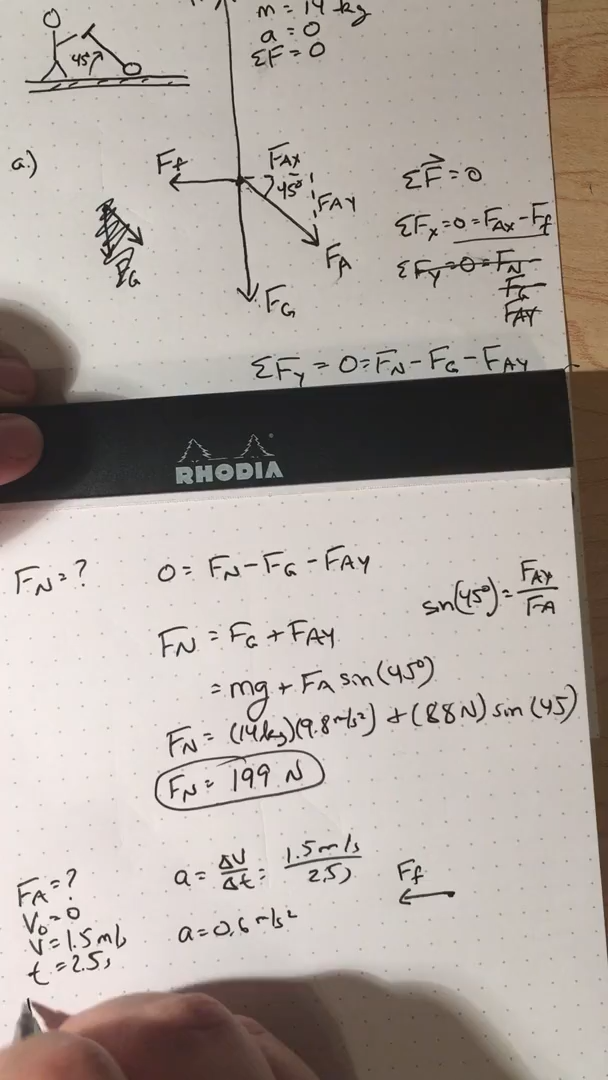 m = 14 kg
a = 0
ΣF = 0
45°
a.)
Ff
FAX
45°
FAY
FA
FG
FG
ΣF⃗ = 0
ΣFx = 0 = FAx - Ff
ΣFy = 0 = FN -
FG
FAY
ΣFY = 0 = FN - FG - FAY
RHODIA
FN = ?
0 = FN - FG - FAY
sin(45°) = FAY/FA
FN = FG + FAY
= mg + FA sin(45°)
FN = (14kg)(9.8m/s²) + (88N) sin(45)
FN = 199 N
FA = ?
V0 = 0
V = 1.5 m/s
t = 2.5s
a = ΔV/Δt = 1.5m/s/2.5s
a = 0.6 m/s²
Ff